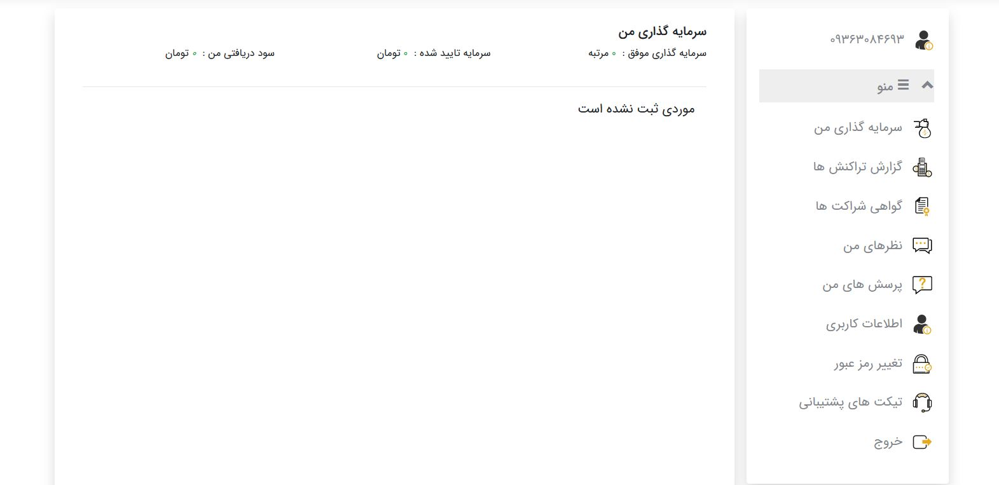 ۰۹۳۶۳۰۸۴۶۹۳
منو
سرمایه گذاری من
گزارش تراکنش ها
گواهی شراکت ها
نظرهای من
پرسش های من
اطلاعات کاربری
تغییر رمز عبور
تیکت های پشتیبانی
خروج
سرمایه گذاری من
سرمایه گذاری موفق : ۰ مرتبه سرمایه تایید شده : ۰ تومان سود دریافتی من : ۰ تومان
موردی ثبت نشده است